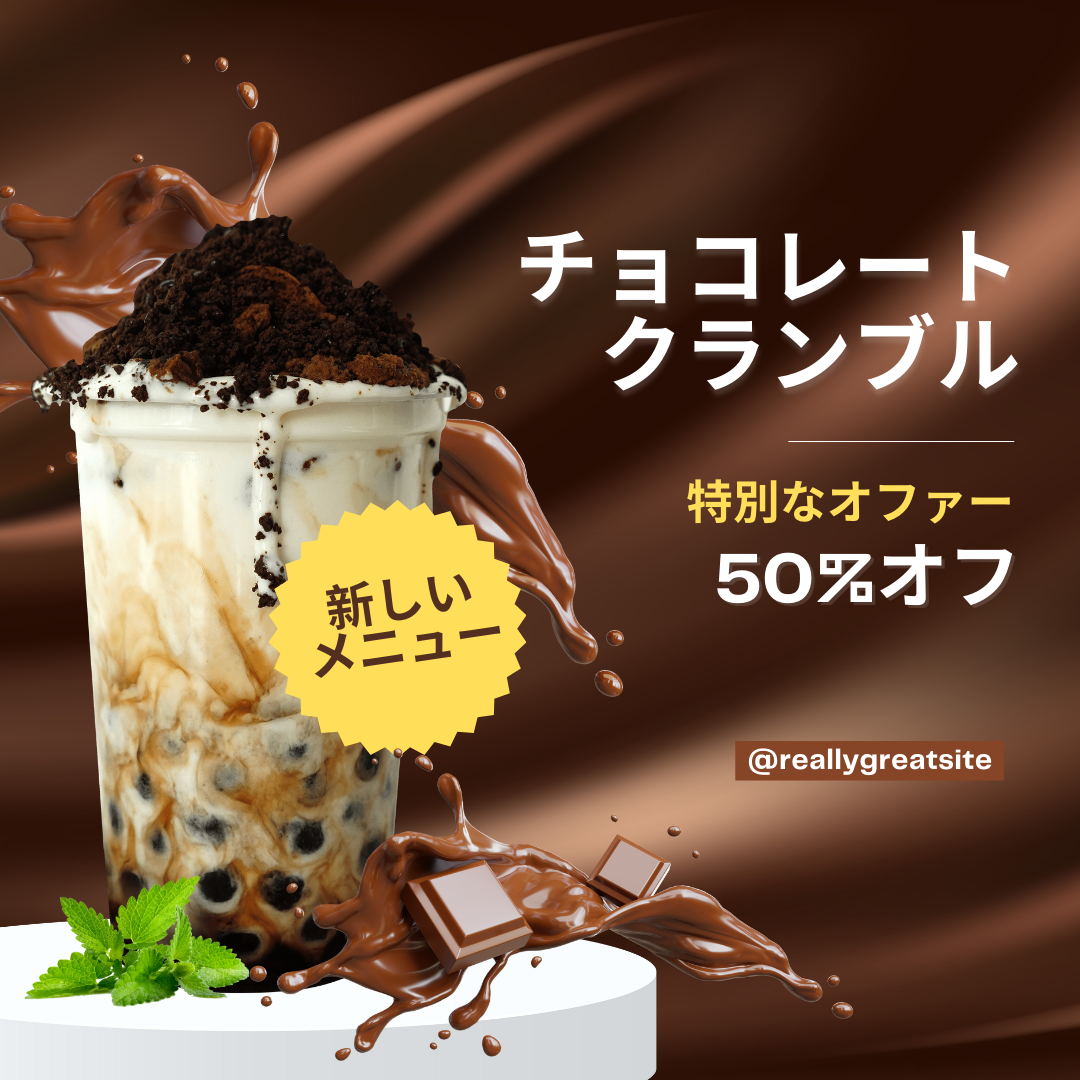 チョコレート
クランブル
特別なオファー
50%オフ
新しい
メニュー
@reallygreatsite